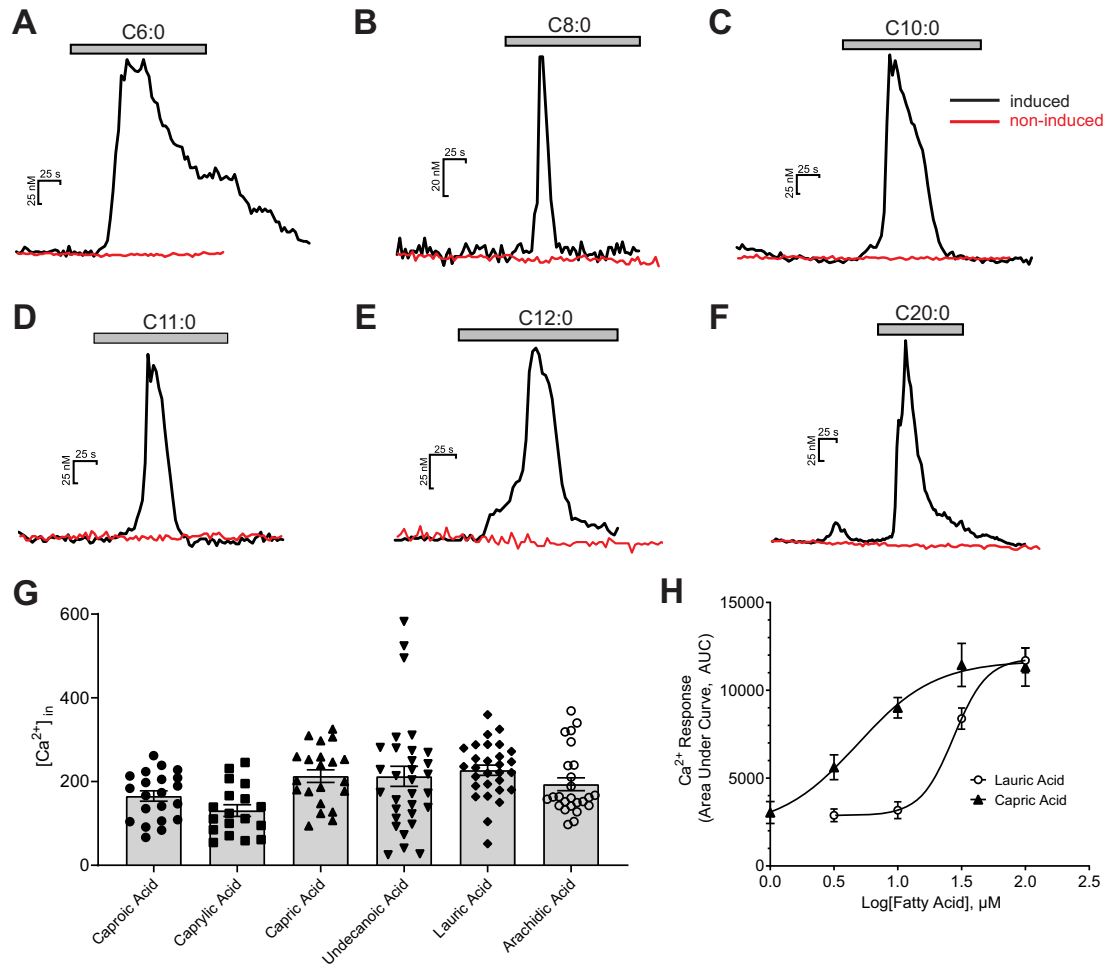 A
C6:0
25 s
25 nM
B
C8:0
25 s
20 nM
C
C10:0
25 s
25 nM
induced
non-induced
D
C11:0
25 s
25 nM
E
C12:0
25 s
25 nM
F
C20:0
25 s
25 nM
G
[Ca²⁺] in
600
400
200
0
Caproic Acid
Caprylic Acid
Capric Acid
Undecanoic Acid
Lauric Acid
Arachidic Acid
H
Ca²⁺ Response
(Area Under Curve, AUC)
15000
10000
5000
0
0.0
0.5
1.0
1.5
2.0
2.5
Log[Fatty Acid], µM
Lauric Acid
Capric Acid